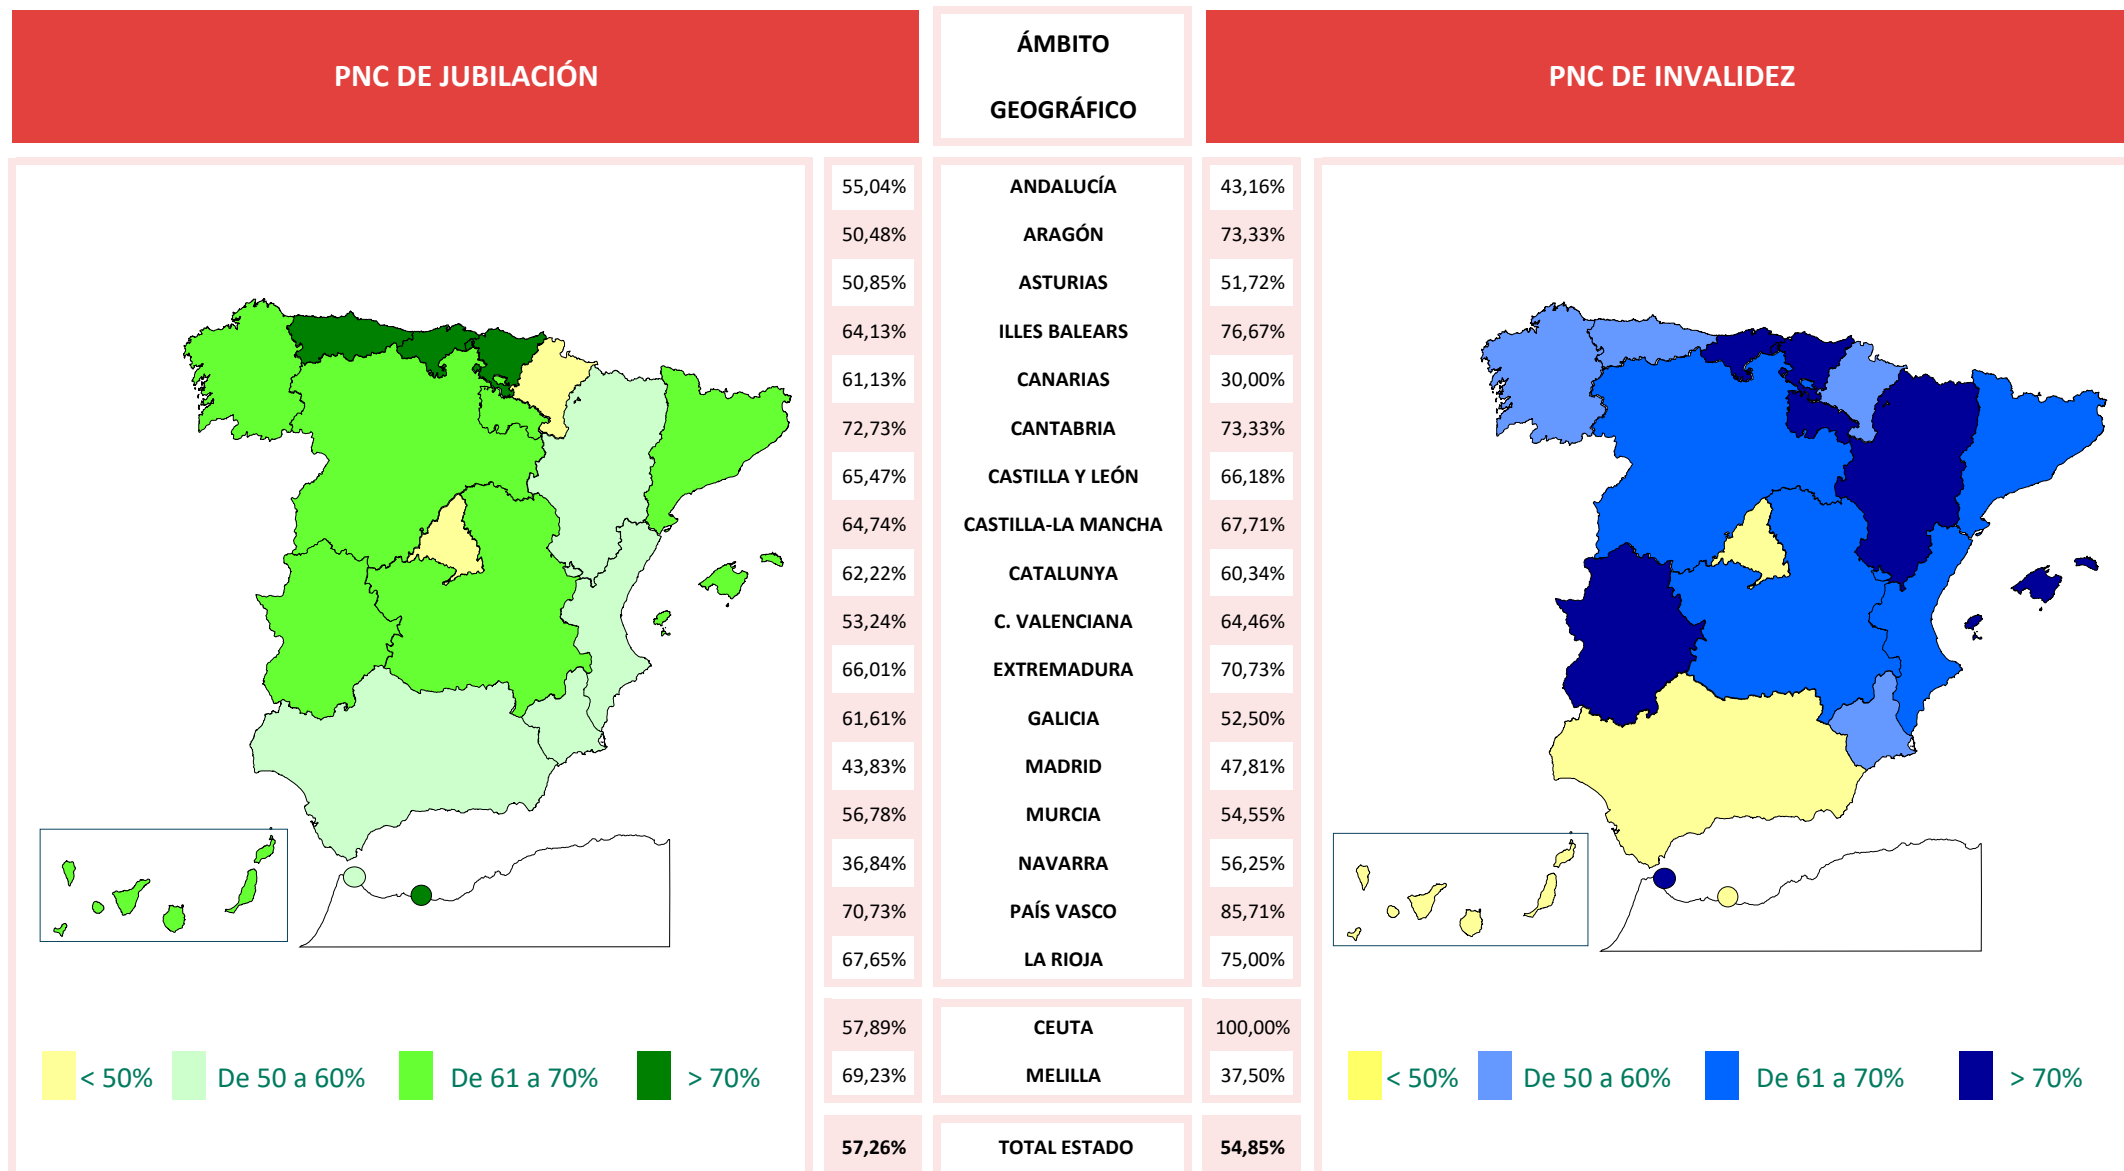 PNC DE JUBILACIÓN
ÁMBITO
GEOGRÁFICO
PNC DE INVALIDEZ
55,04% ANDALUCÍA 43,16%
50,48% ARAGÓN 73,33%
50,85% ASTURIAS 51,72%
64,13% ILLES BALEARS 76,67%
61,13% CANARIAS 30,00%
72,73% CANTABRIA 73,33%
65,47% CASTILLA Y LEÓN 66,18%
64,74% CASTILLA-LA MANCHA 67,71%
62,22% CATALUNYA 60,34%
53,24% C. VALENCIANA 64,46%
66,01% EXTREMADURA 70,73%
61,61% GALICIA 52,50%
43,83% MADRID 47,81%
56,78% MURCIA 54,55%
36,84% NAVARRA 56,25%
70,73% PAÍS VASCO 85,71%
67,65% LA RIOJA 75,00%
57,89% CEUTA 100,00%
69,23% MELILLA 37,50%
57,26% TOTAL ESTADO 54,85%
< 50% De 50 a 60% De 61 a 70% > 70%
< 50% De 50 a 60% De 61 a 70% > 70%